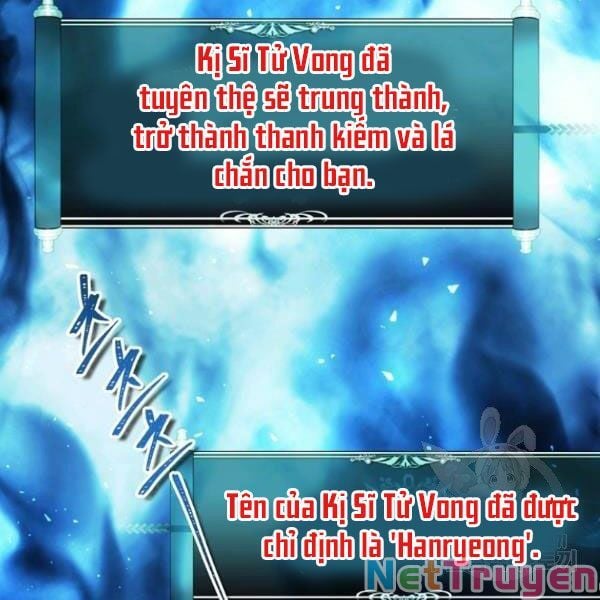 Kị Sĩ Tử Vong đã
tuyên thệ sẽ trung thành,
trở thành thanh kiếm và lá
chắn cho bạn.
Tên của Kị Sĩ Tử Vong đã được
chỉ định là 'Hanryeong'.
NetTruyen